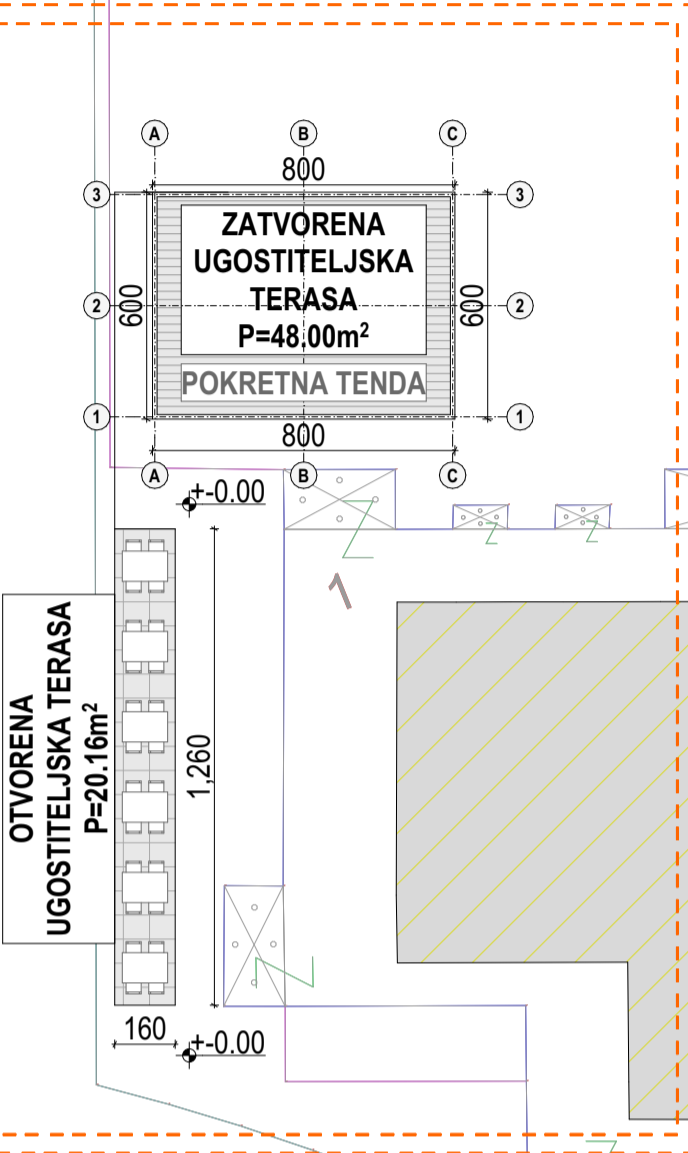 A B C
800
3 3
ZATVORENA
UGOSTITELJSKA
TERASA
P=48.00m²
2 600 600 2
POKRETNA TENDA
1 1
800
A B C
+-0.00
1
OTVORENA
UGOSTITELJSKA TERASA
P=20.16m²
1,260
160
+-0.00